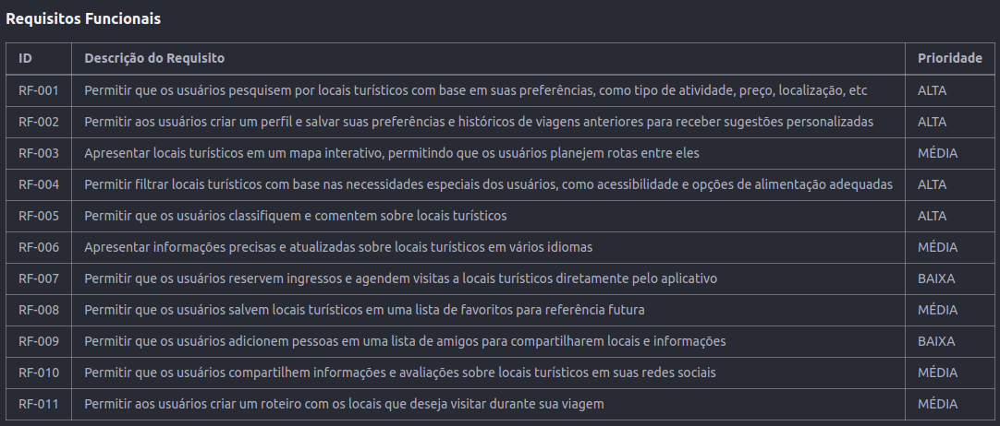 Requisitos Funcionais
ID Descrição do Requisito Prioridade
RF-001 Permitir que os usuários pesquisem por locais turísticos com base em suas preferências, como tipo de atividade, preço, localização, etc ALTA
RF-002 Permitir aos usuários criar um perfil e salvar suas preferências e históricos de viagens anteriores para receber sugestões personalizadas ALTA
RF-003 Apresentar locais turísticos em um mapa interativo, permitindo que os usuários planejem rotas entre eles MÉDIA
RF-004 Permitir filtrar locais turísticos com base nas necessidades especiais dos usuários, como acessibilidade e opções de alimentação adequadas ALTA
RF-005 Permitir que os usuários classifiquem e comentem sobre locais turísticos ALTA
RF-006 Apresentar informações precisas e atualizadas sobre locais turísticos em vários idiomas MÉDIA
RF-007 Permitir que os usuários reservem ingressos e agendem visitas a locais turísticos diretamente pelo aplicativo BAIXA
RF-008 Permitir que os usuários salvem locais turísticos em uma lista de favoritos para referência futura MÉDIA
RF-009 Permitir que os usuários adicionem pessoas em uma lista de amigos para compartilharem locais e informações BAIXA
RF-010 Permitir que os usuários compartilhem informações e avaliações sobre locais turísticos em suas redes sociais MÉDIA
RF-011 Permitir aos usuários criar um roteiro com os locais que deseja visitar durante sua viagem MÉDIA